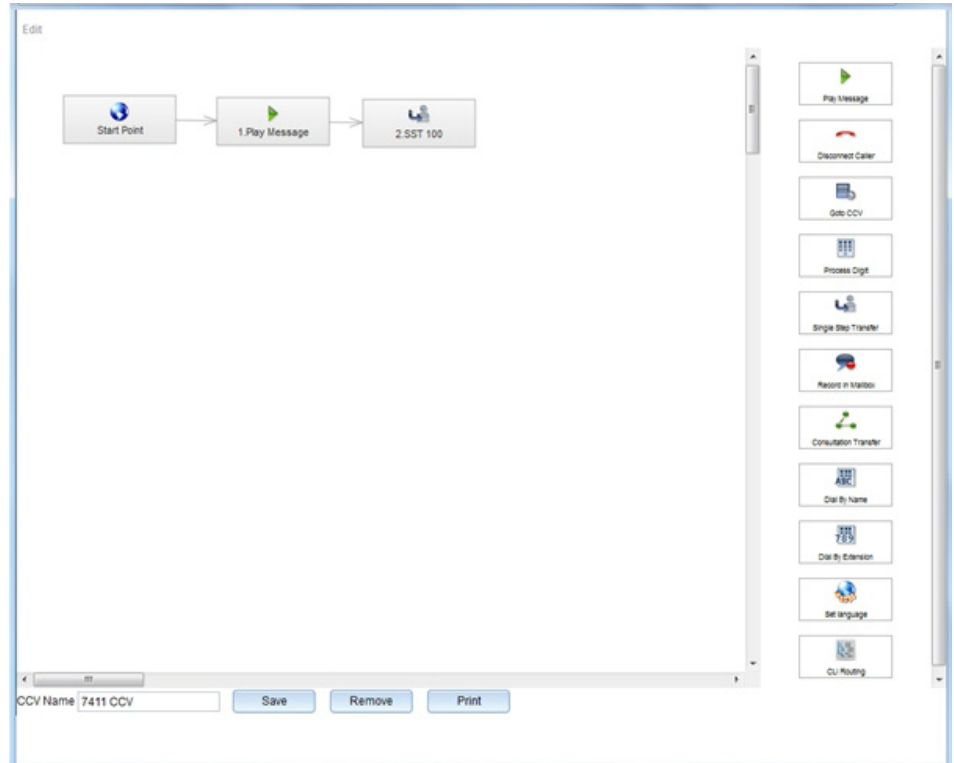 Edit
Start Point
1.Play Message
2.SST 100
Play Message
Disconnect Caller
Goto CCV
Process Digit
Single Step Transfer
Record in Mailbox
Consultation Transfer
ABC
Dial By Name
789
Dial By Extension
Set language
CLI Routing
CCV Name 7411 CCV
Save
Remove
Print